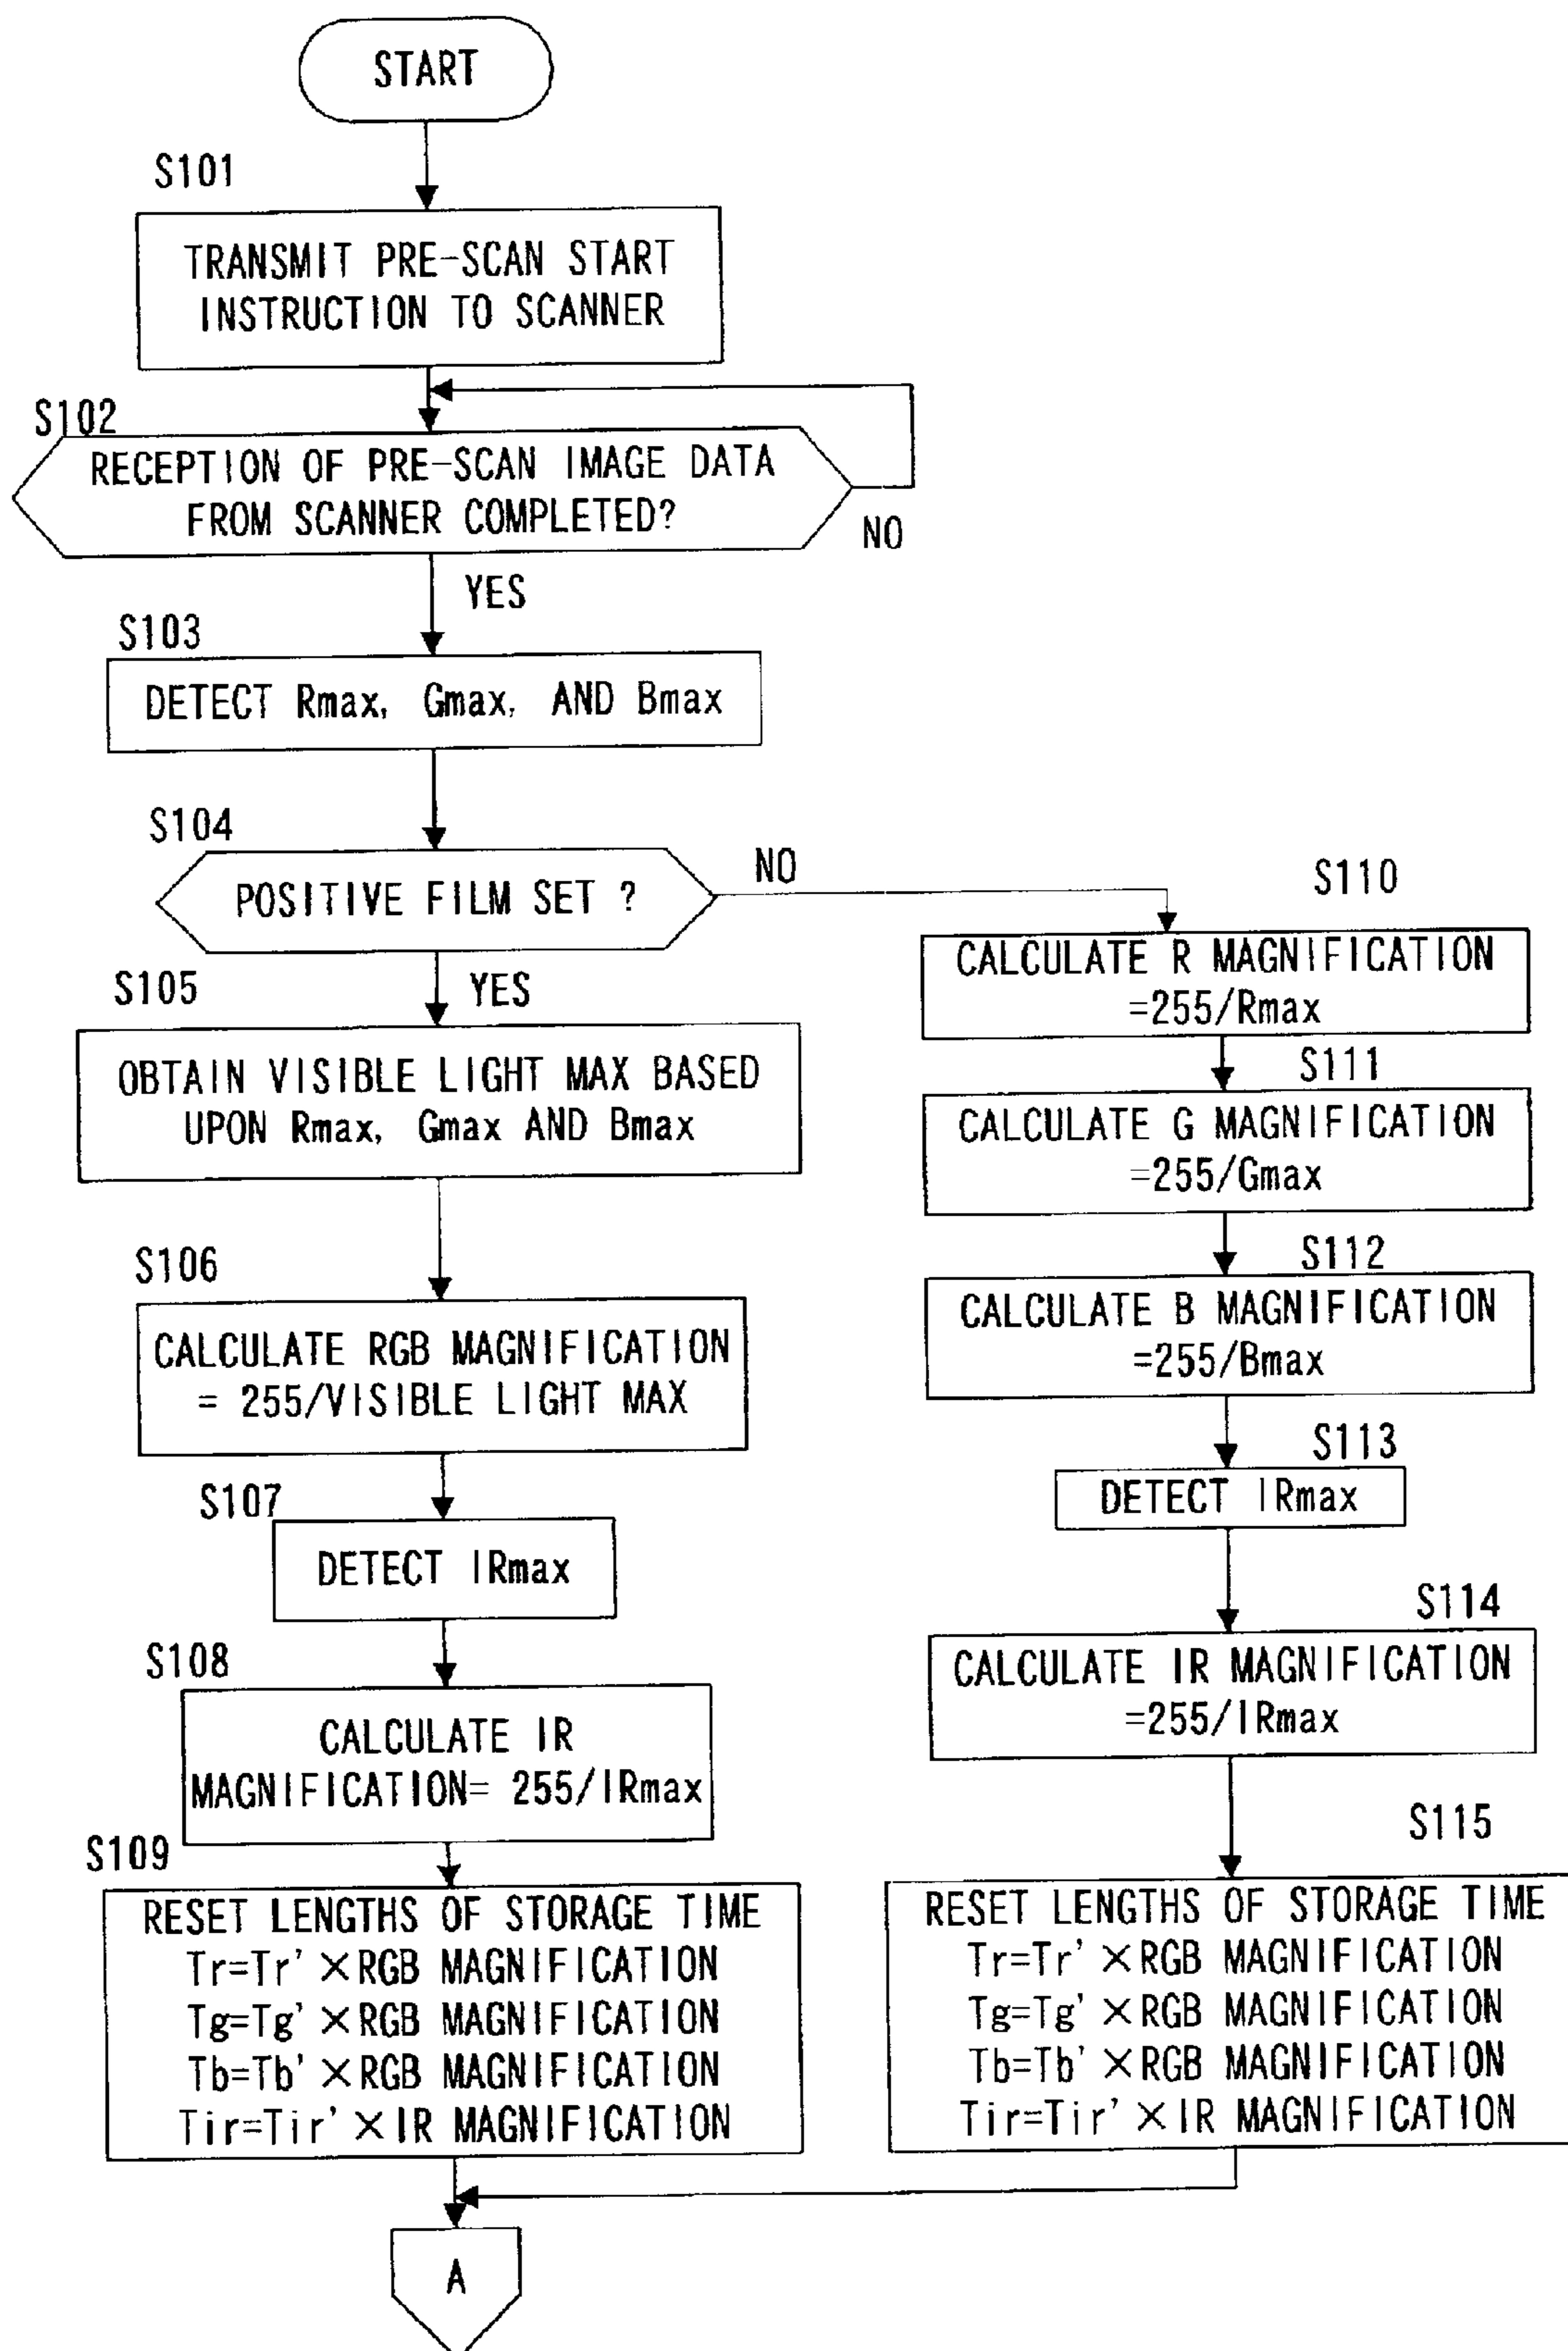 START
S101
TRANSMIT PRE-SCAN START
INSTRUCTION TO SCANNER
S102
RECEPTION OF PRE-SCAN IMAGE DATA
FROM SCANNER COMPLETED?
NO
YES
S103
DETECT Rmax, Gmax, AND Bmax
S104
POSITIVE FILM SET ?
NO
YES
S105
OBTAIN VISIBLE LIGHT MAX BASED
UPON Rmax, Gmax AND Bmax
S106
CALCULATE RGB MAGNIFICATION
= 255/VISIBLE LIGHT MAX
S107
DETECT IRmax
S108
CALCULATE IR
MAGNIFICATION= 255/IRmax
S109
RESET LENGTHS OF STORAGE TIME
Tr=Tr' ×RGB MAGNIFICATION
Tg=Tg' ×RGB MAGNIFICATION
Tb=Tb' ×RGB MAGNIFICATION
Tir=Tir' ×IR MAGNIFICATION
S110
CALCULATE R MAGNIFICATION
=255/Rmax
S111
CALCULATE G MAGNIFICATION
=255/Gmax
S112
CALCULATE B MAGNIFICATION
=255/Bmax
S113
DETECT IRmax
S114
CALCULATE IR MAGNIFICATION
=255/IRmax
S115
RESET LENGTHS OF STORAGE TIME
Tr=Tr' ×RGB MAGNIFICATION
Tg=Tg' ×RGB MAGNIFICATION
Tb=Tb' ×RGB MAGNIFICATION
Tir=Tir' ×IR MAGNIFICATION
A